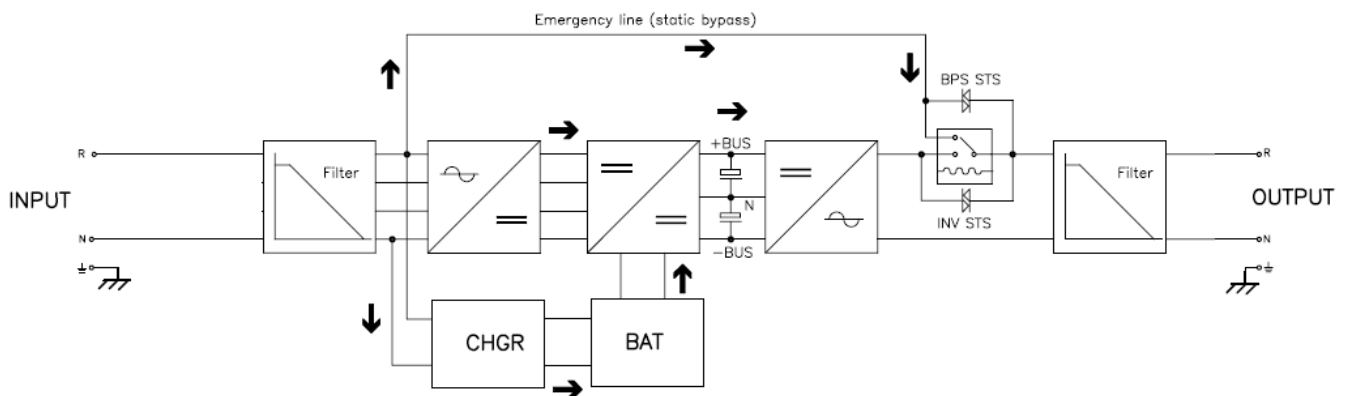 Emergency line (static bypass)
BPS STS
R
Filter
+BUS
Filter
R
INPUT
N
OUTPUT
N
-BUS
INV STS
N
CHGR
BAT